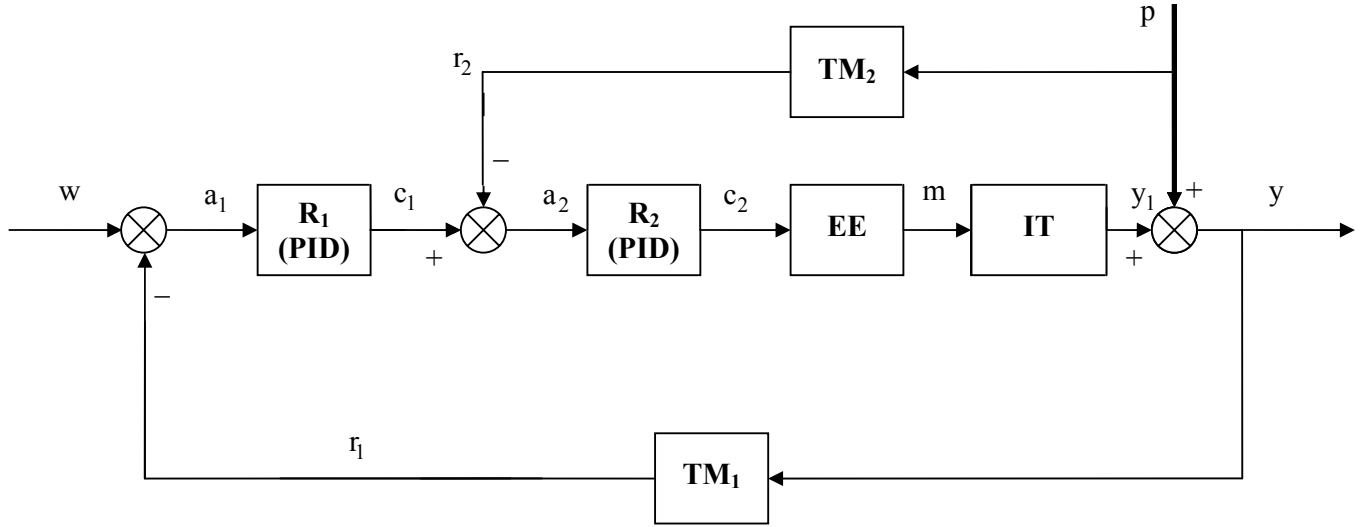 p
r₂
TM₂
−
w
a₁
R₁
(PID)
c₁
+
a₂
R₂
(PID)
c₂
EE
m
IT
y₁
+
+
y
−
r₁
TM₁